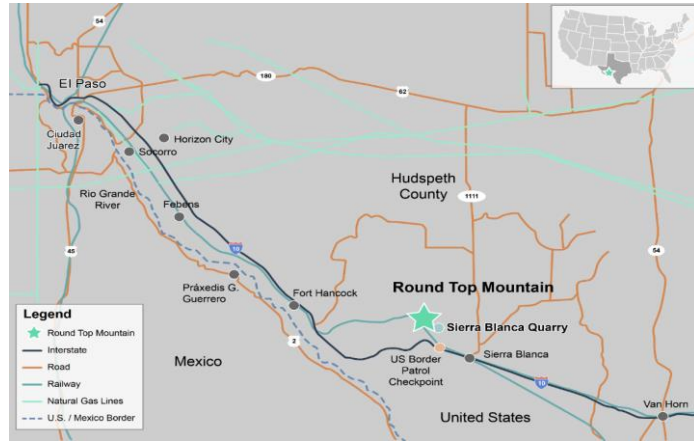 54
El Paso
180
62
Ciudad
Juarez
Horizon City
Socorro
Hudspeth
County
Rio Grande
River
1111
Febens
54
45
10
Práxedis G.
Guerrero
Fort Hancock
Round Top Mountain
Sierra Blanca Quarry
2
US Border
Patrol
Checkpoint
Sierra Blanca
Mexico
10
Van Horn
United States
Legend
Round Top Mountain
Interstate
Road
Railway
Natural Gas Lines
U.S. / Mexico Border